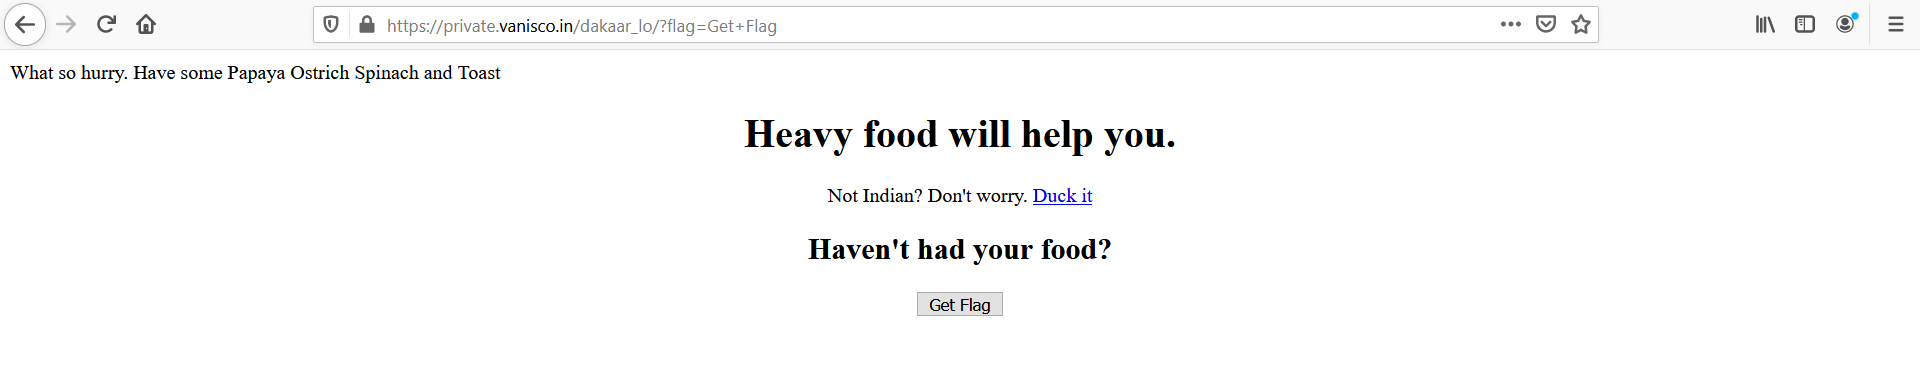 https://private.vanisco.in/dakaar_lo/?flag=Get+Flag
What so hurry. Have some Papaya Ostrich Spinach and Toast
Heavy food will help you.
Not Indian? Don't worry. Duck it
Haven't had your food?
Get Flag